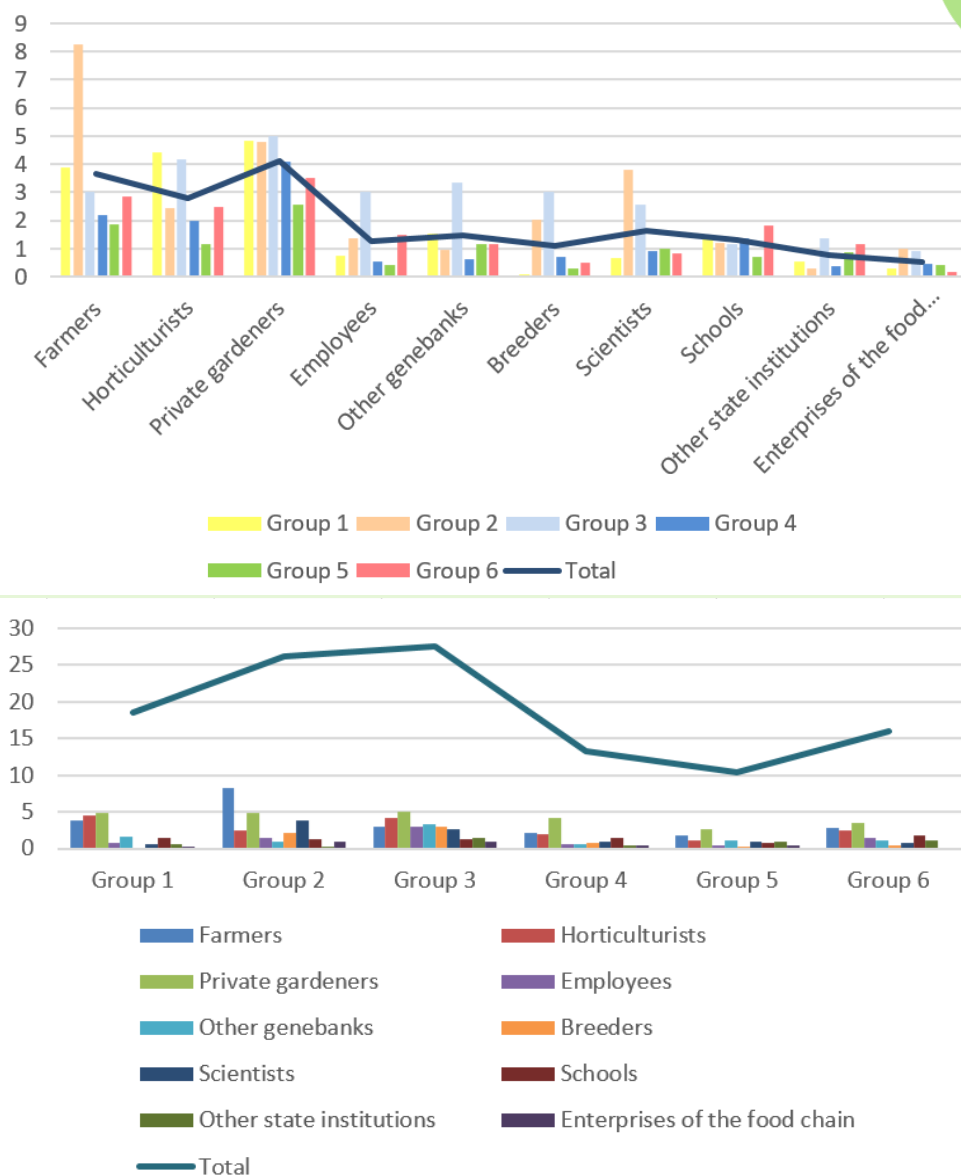 9
8
7
6
5
4
3
2
1
0
Farmers
Horticulturists
Private gardeners
Employees
Other genebanks
Breeders
Scientists
Schools
Other state institutions
Enterprises of the food...
Group 1 Group 2 Group 3 Group 4
Group 5 Group 6 Total
30
25
20
15
10
5
0
Group 1 Group 2 Group 3 Group 4 Group 5 Group 6
Farmers Horticulturists
Private gardeners Employees
Other genebanks Breeders
Scientists Schools
Other state institutions Enterprises of the food chain
Total